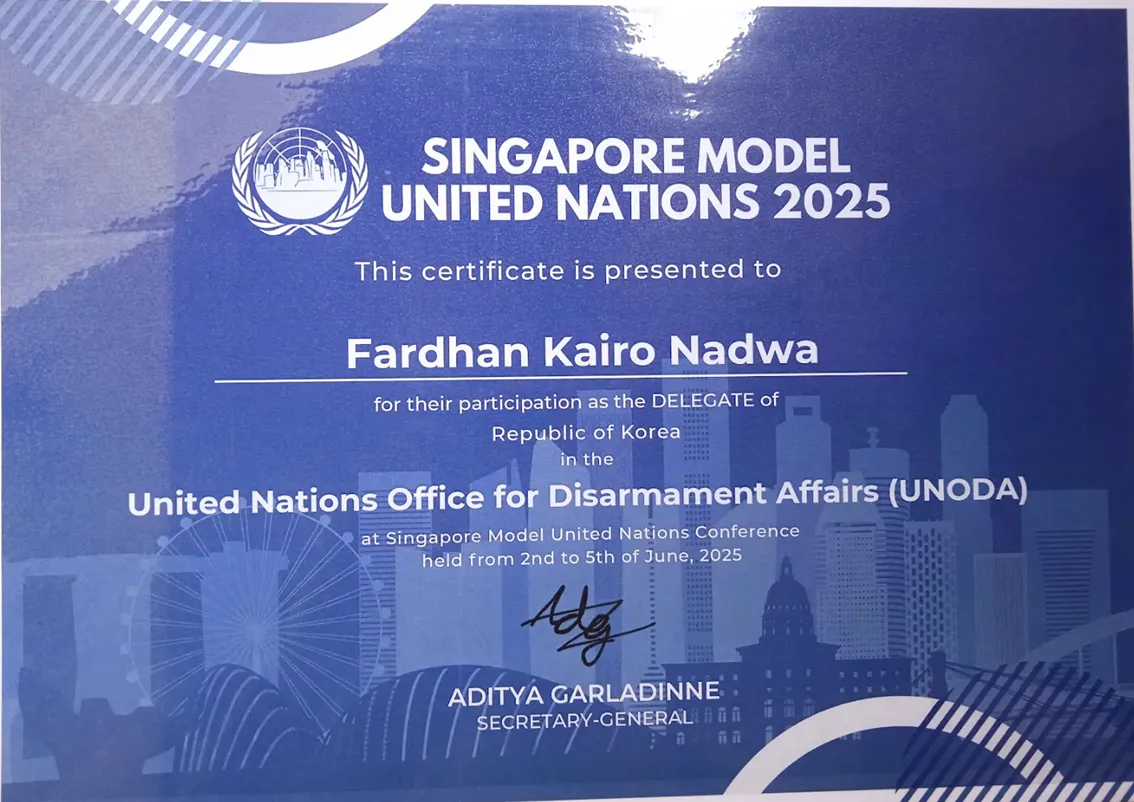 SINGAPORE MODEL
UNITED NATIONS 2025
This certificate is presented to
Fardhan Kairo Nadwa
for their participation as the DELEGATE of
Republic of Korea
in the
United Nations Office for Disarmament Affairs (UNODA)
at Singapore Model United Nations Conference
held from 2nd to 5th of June, 2025
ADITYA GARLADINNE
SECRETARY-GENERAL